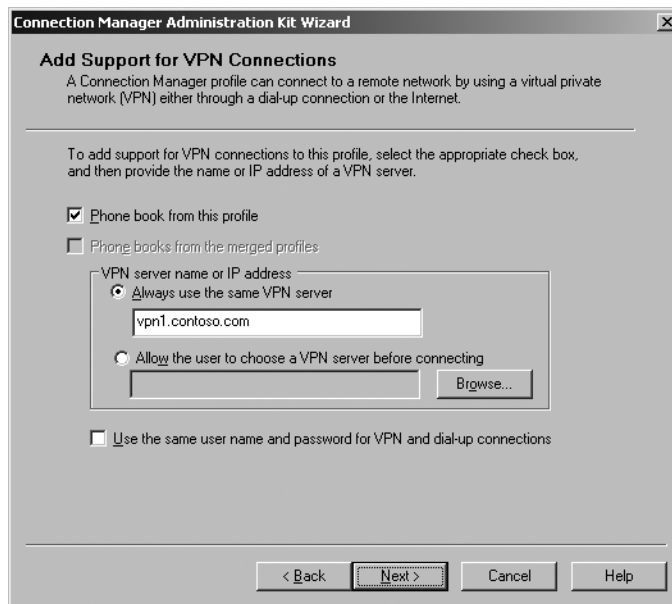 Connection Manager Administration Kit Wizard
Add Support for VPN Connections
A Connection Manager profile can connect to a remote network by using a virtual private
network (VPN) either through a dial-up connection or the Internet.
To add support for VPN connections to this profile, select the appropriate check box,
and then provide the name or IP address of a VPN server.
Phone book from this profile
Phone books from the merged profiles
VPN server name or IP address
Always use the same VPN server
vpn1.contoso.com
Allow the user to choose a VPN server before connecting
Browse...
Use the same user name and password for VPN and dial-up connections
< Back Next > Cancel Help